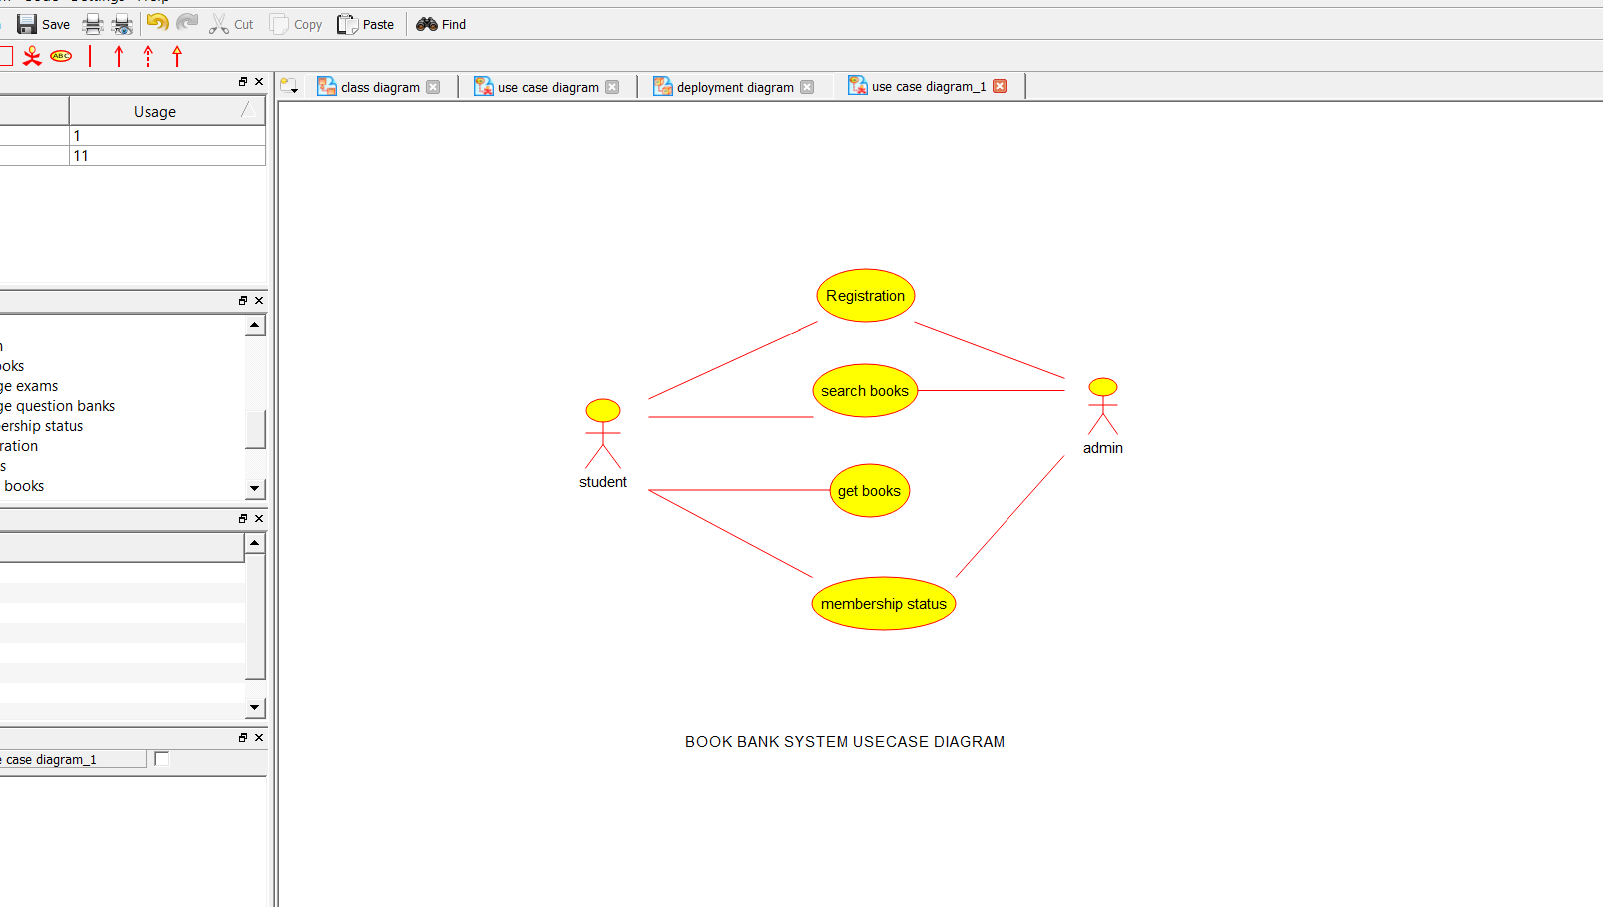 Save Cut Copy Paste Find
ABC
class diagram use case diagram deployment diagram use case diagram_1
Usage
1
11
ooks
ge exams
ge question banks
ership status
ration
s
books
case diagram_1
Registration
search books
student
admin
get books
membership status
BOOK BANK SYSTEM USECASE DIAGRAM